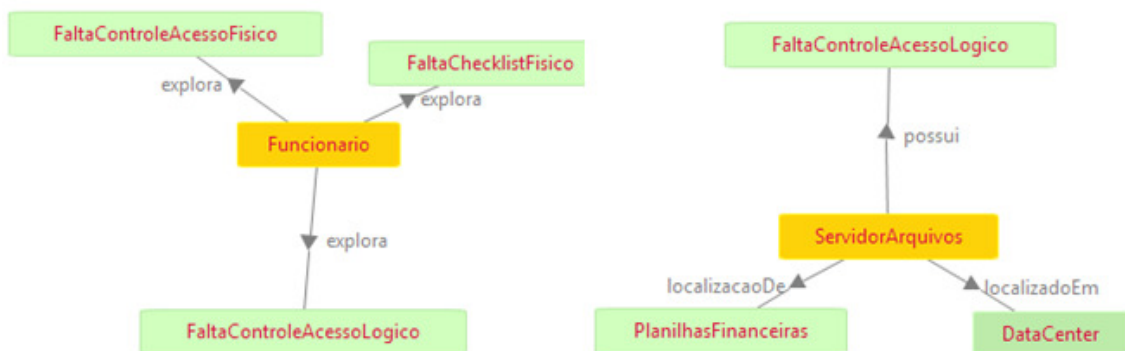 FaltaControleAcessoFisico
FaltaChecklistFisico
explora
explora
Funcionario
explora
FaltaControleAcessoLogico
FaltaControleAcessoLogico
possui
ServidorArquivos
localizacaoDe
localizadoEm
PlanilhasFinanceiras
DataCenter